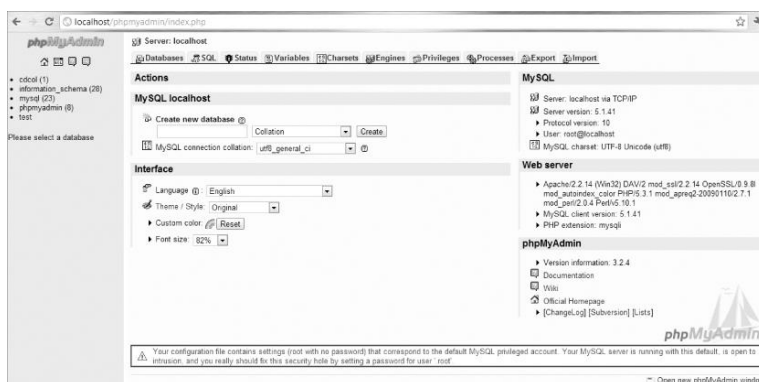 localhost/phpmyadmin/index.php
phpMyAdmin
cdcol (1)
information_schema (28)
mysql (23)
phpmyadmin (8)
test
Please select a database
Server: localhost
Databases SQL Status Variables Charsets Engines Privileges Processes Export Import
Actions
MySQL localhost
Create new database
Collation Create
MySQL connection collation: utf8_general_ci
Interface
Language : English
Theme / Style: Original
Custom color: Reset
Font size: 82%
MySQL
Server: localhost via TCP/IP
Server version: 5.1.41
Protocol version: 10
User: root@localhost
MySQL charset: UTF-8 Unicode (utf8)
Web server
Apache/2.2.14 (Win32) DAV/2 mod_ssl/2.2.14 OpenSSL/0.9.8l
mod_autoindex_color PHP/5.3.1 mod_apreq2-20090110/2.7.1
mod_perl/2.0.4 Perl/v5.10.1
MySQL client version: 5.1.41
PHP extension: mysqli
phpMyAdmin
Version information: 3.2.4
Documentation
Wiki
Official Homepage
[ChangeLog] [Subversion] [Lists]
phpMyAdmin
Your configuration file contains settings (root with no password) that correspond to the default MySQL privileged account. Your MySQL server is running with this default, is open to
intrusion, and you really should fix this security hole by setting a password for user 'root'
Open new phpMyAdmin window